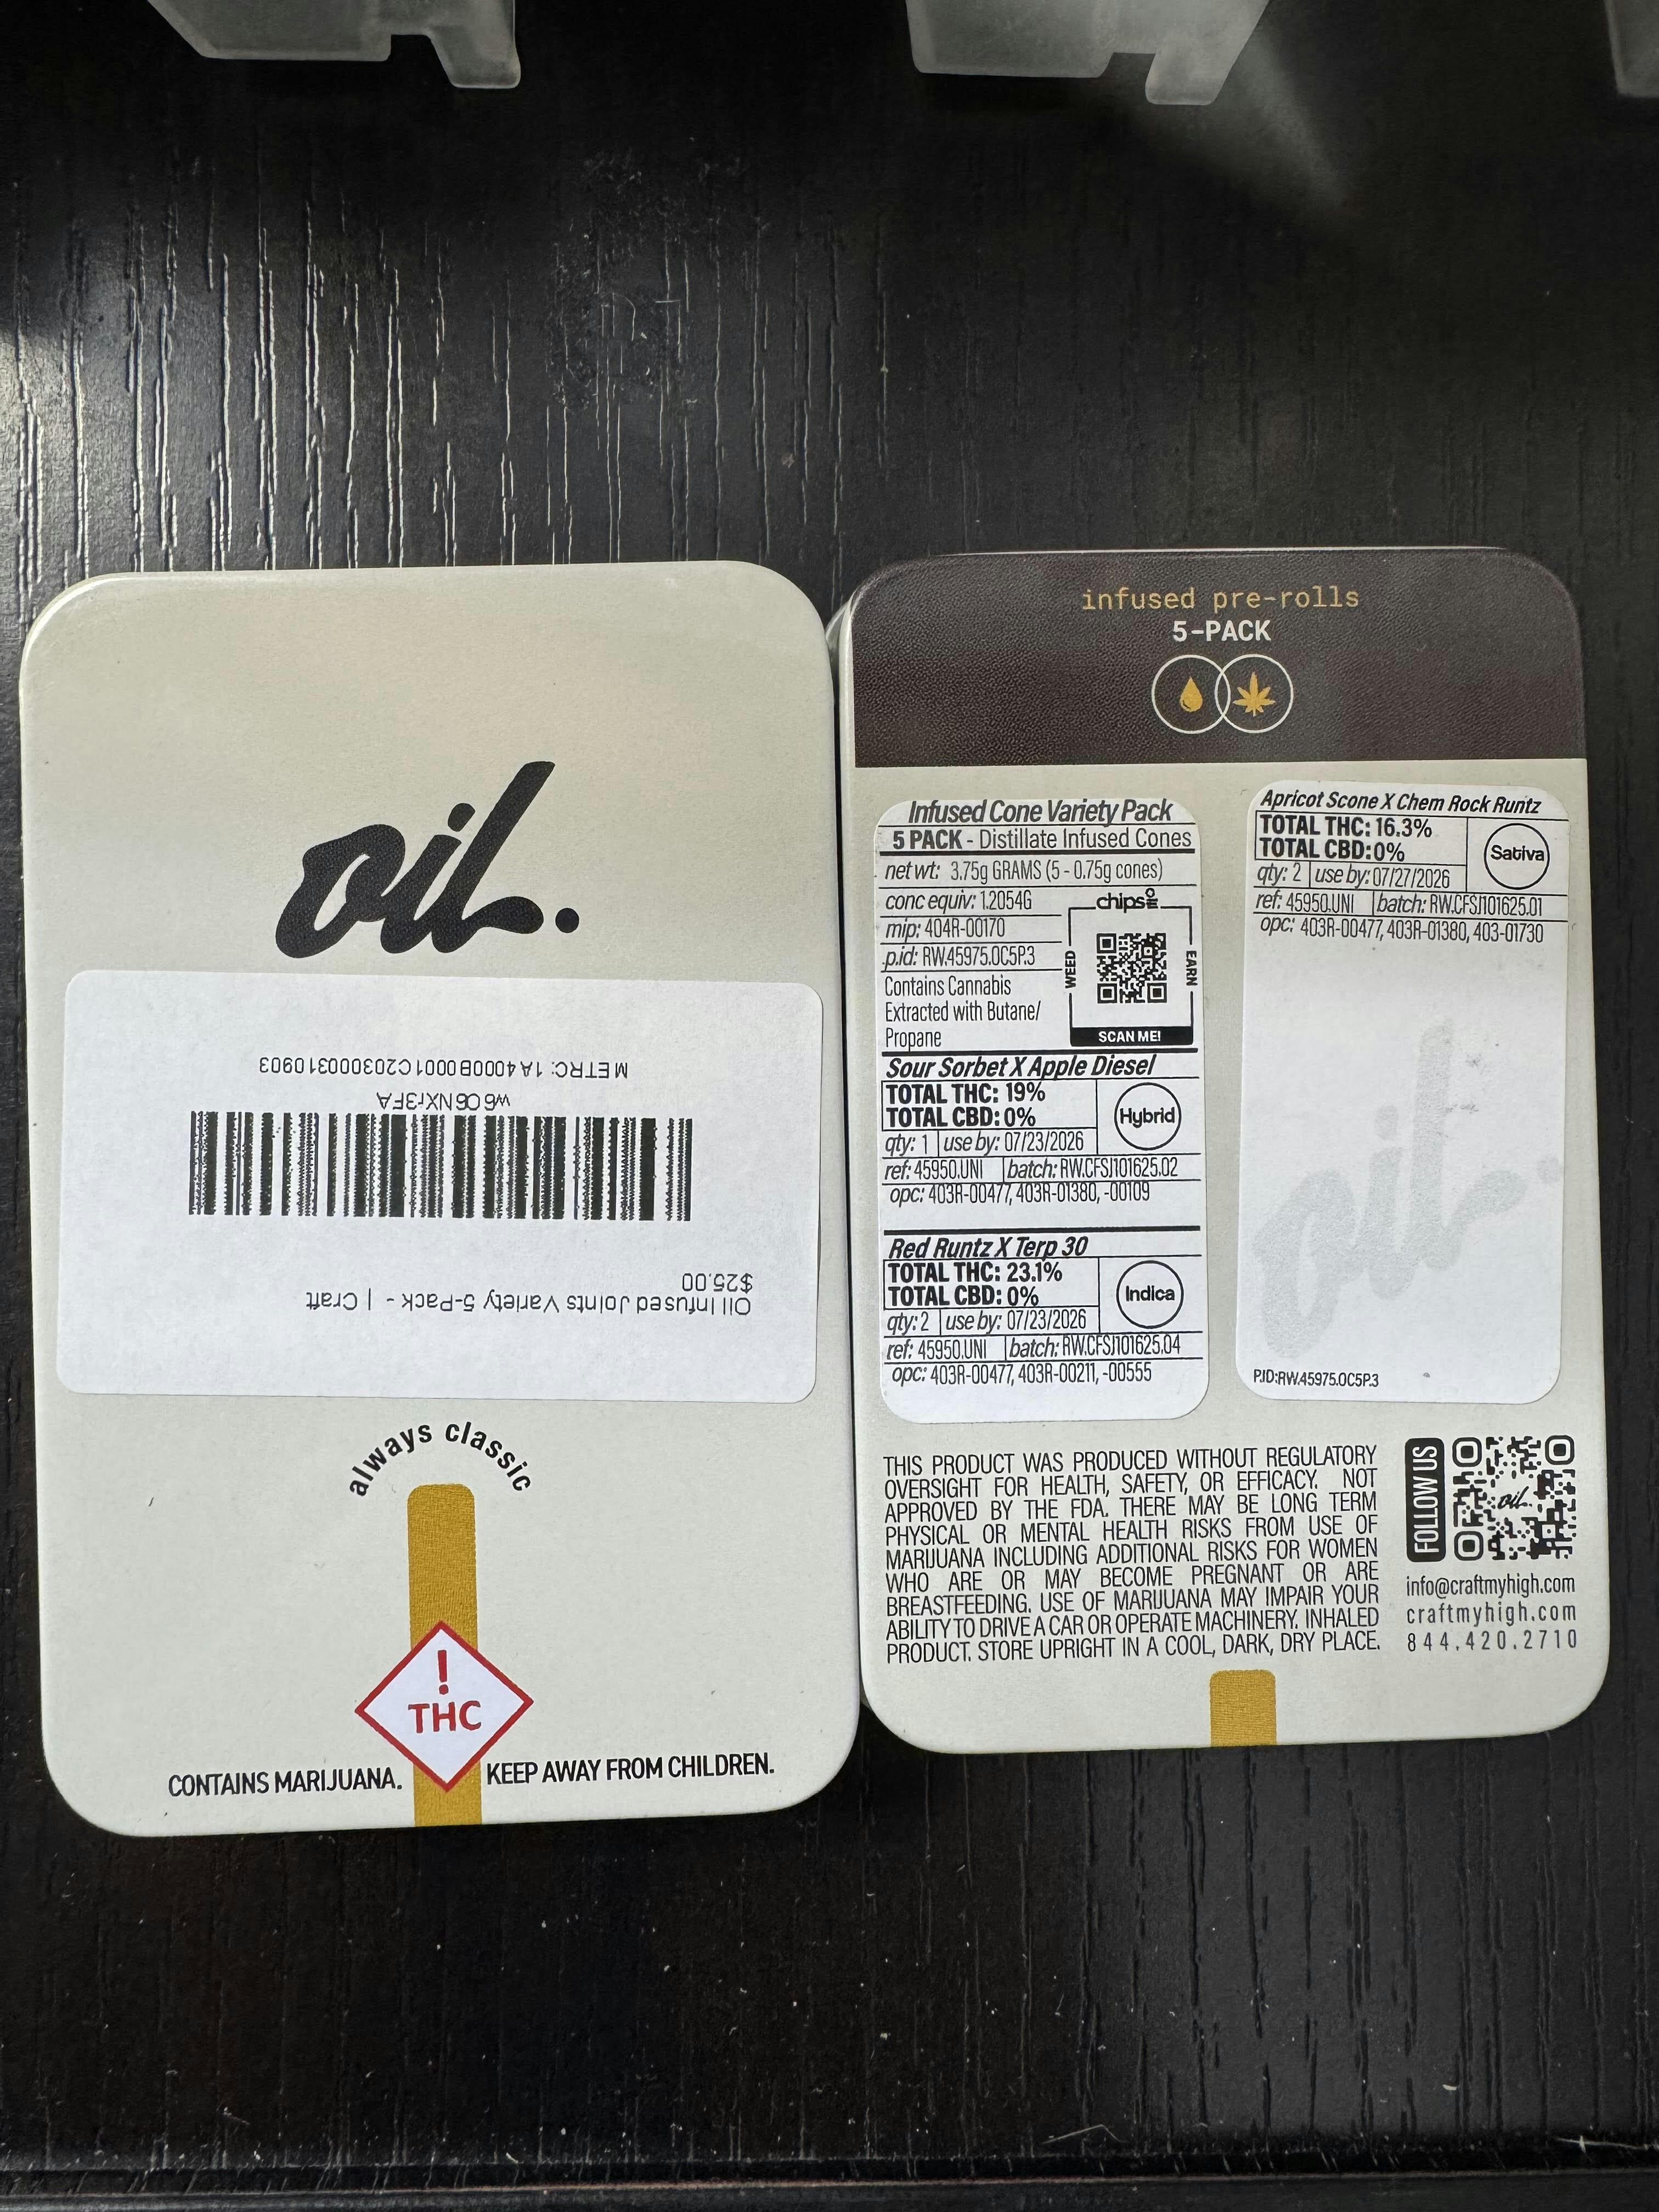 oil.
METRC: 1A4000B0001C203000310903
w6O6NXr3FA
$25.00
Oil Infused Joints Variety 5-Pack - | Craft
always classic
!
THC
CONTAINS MARIJUANA. KEEP AWAY FROM CHILDREN.
infused pre-rolls
5-PACK
Infused Cone Variety Pack
5 PACK - Distillate Infused Cones
net wt: 3.75g GRAMS (5 - 0.75g cones)
conc equiv: 1.2054G
mip: 404R-00170
p.id: RW.45975.0C5P.3
Contains Cannabis
Extracted with Butane/
Propane
chips
WEED
EARN
SCAN ME!
Sour Sorbet X Apple Diesel
TOTAL THC: 19%
TOTAL CBD: 0%
Hybrid
qty: 1 use by: 07/23/2026
ref: 45950.UNI batch: RW.CFSJ101625.02
opc: 403R-00477, 403R-01380, -00109
Red Runtz X Terp 30
TOTAL THC: 23.1%
TOTAL CBD: 0%
Indica
qty: 2 use by: 07/23/2026
ref: 45950.UNI batch: RW.CFSJ101625.04
opc: 403R-00477, 403R-00211, -00555
Apricot Scone X Chem Rock Runtz
TOTAL THC: 16.3%
TOTAL CBD: 0%
Sativa
qty: 2 use by: 07/27/2026
ref: 45950.UNI batch: RW.CFSJ101625.01
opc: 403R-00477, 403R-01380, 403-01730
oil.
P.ID:RW.45975.0C5P.3
THIS PRODUCT WAS PRODUCED WITHOUT REGULATORY
OVERSIGHT FOR HEALTH, SAFETY, OR EFFICACY. NOT
APPROVED BY THE FDA. THERE MAY BE LONG TERM
PHYSICAL OR MENTAL HEALTH RISKS FROM USE OF
MARIJUANA INCLUDING ADDITIONAL RISKS FOR WOMEN
WHO ARE OR MAY BECOME PREGNANT OR ARE
BREASTFEEDING. USE OF MARIJUANA MAY IMPAIR YOUR
ABILITY TO DRIVE A CAR OR OPERATE MACHINERY. INHALED
PRODUCT. STORE UPRIGHT IN A COOL, DARK, DRY PLACE.
FOLLOW US
oil.
info@craftmyhigh.com
craftmyhigh.com
844.420.2710